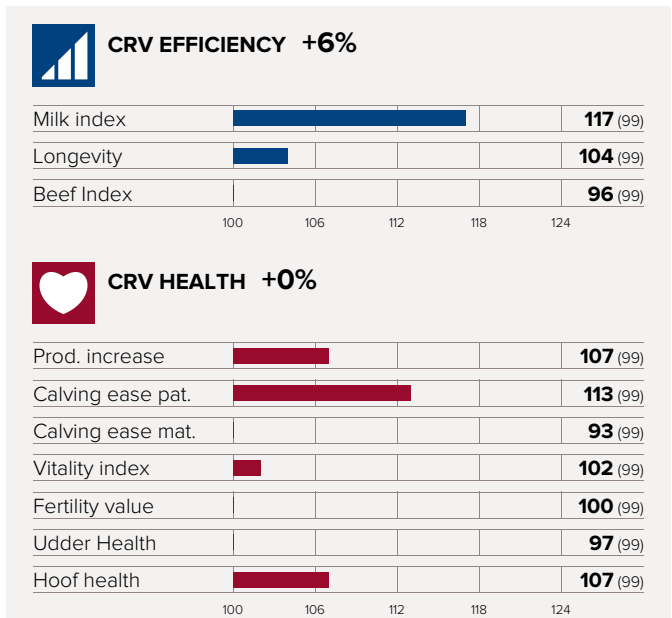 CRV EFFICIENCY +6%
Milk index 117 (99)
Longevity 104 (99)
Beef Index 96 (99)
100 106 112 118 124
CRV HEALTH +0%
Prod. increase 107 (99)
Calving ease pat. 113 (99)
Calving ease mat. 93 (99)
Vitality index 102 (99)
Fertility value 100 (99)
Udder Health 97 (99)
Hoof health 107 (99)
100 106 112 118 124